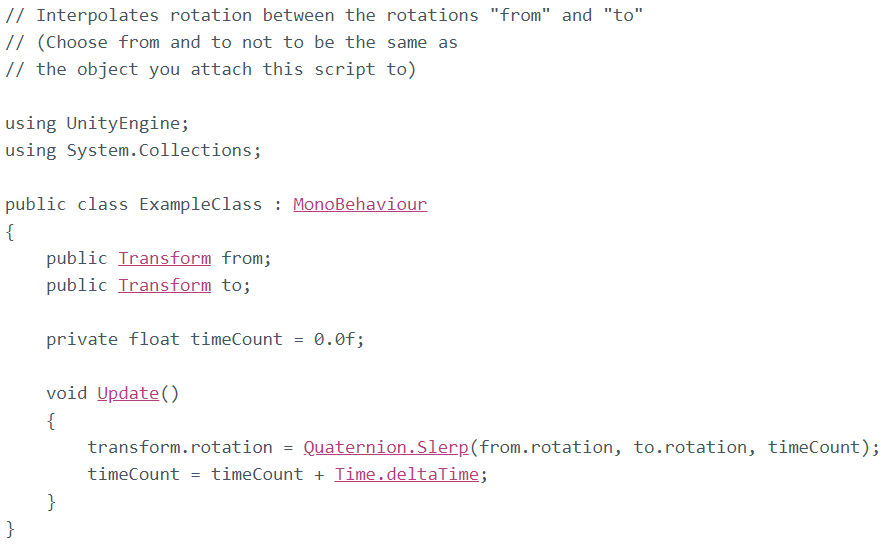 // Interpolates rotation between the rotations "from" and "to"
// (Choose from and to not to be the same as
// the object you attach this script to)
using UnityEngine;
using System.Collections;
public class ExampleClass : MonoBehaviour
{
    public Transform from;
    public Transform to;
    private float timeCount = 0.0f;
    void Update()
    {
        transform.rotation = Quaternion.Slerp(from.rotation, to.rotation, timeCount);
        timeCount = timeCount + Time.deltaTime;
    }
}